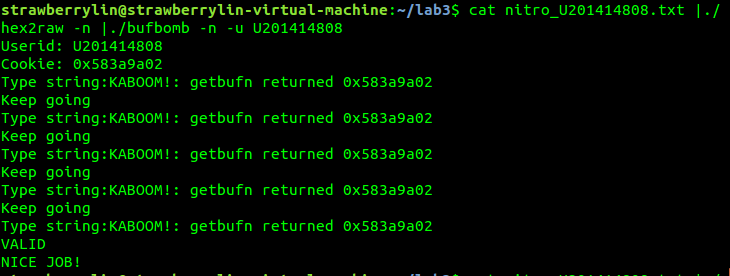 strawberrylin@strawberrylin-virtual-machine:~/lab3$ cat nitro_U201414808.txt |./
hex2raw -n |./bufbomb -n -u U201414808
Userid: U201414808
Cookie: 0x583a9a02
Type string:KABOOM!: getbufn returned 0x583a9a02
Keep going
Type string:KABOOM!: getbufn returned 0x583a9a02
Keep going
Type string:KABOOM!: getbufn returned 0x583a9a02
Keep going
Type string:KABOOM!: getbufn returned 0x583a9a02
Keep going
Type string:KABOOM!: getbufn returned 0x583a9a02
VALID
NICE JOB!